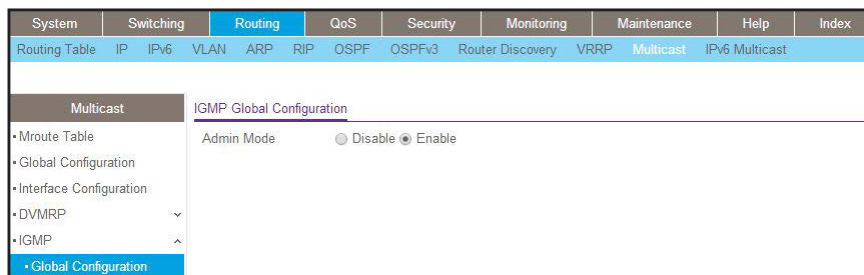 System Switching Routing QoS Security Monitoring Maintenance Help Index
Routing Table IP IPv6 VLAN ARP RIP OSPF OSPFv3 Router Discovery VRRP Multicast IPv6 Multicast
Multicast
Mroute Table
Global Configuration
Interface Configuration
DVMRP
IGMP
Global Configuration
IGMP Global Configuration
Admin Mode Disable Enable